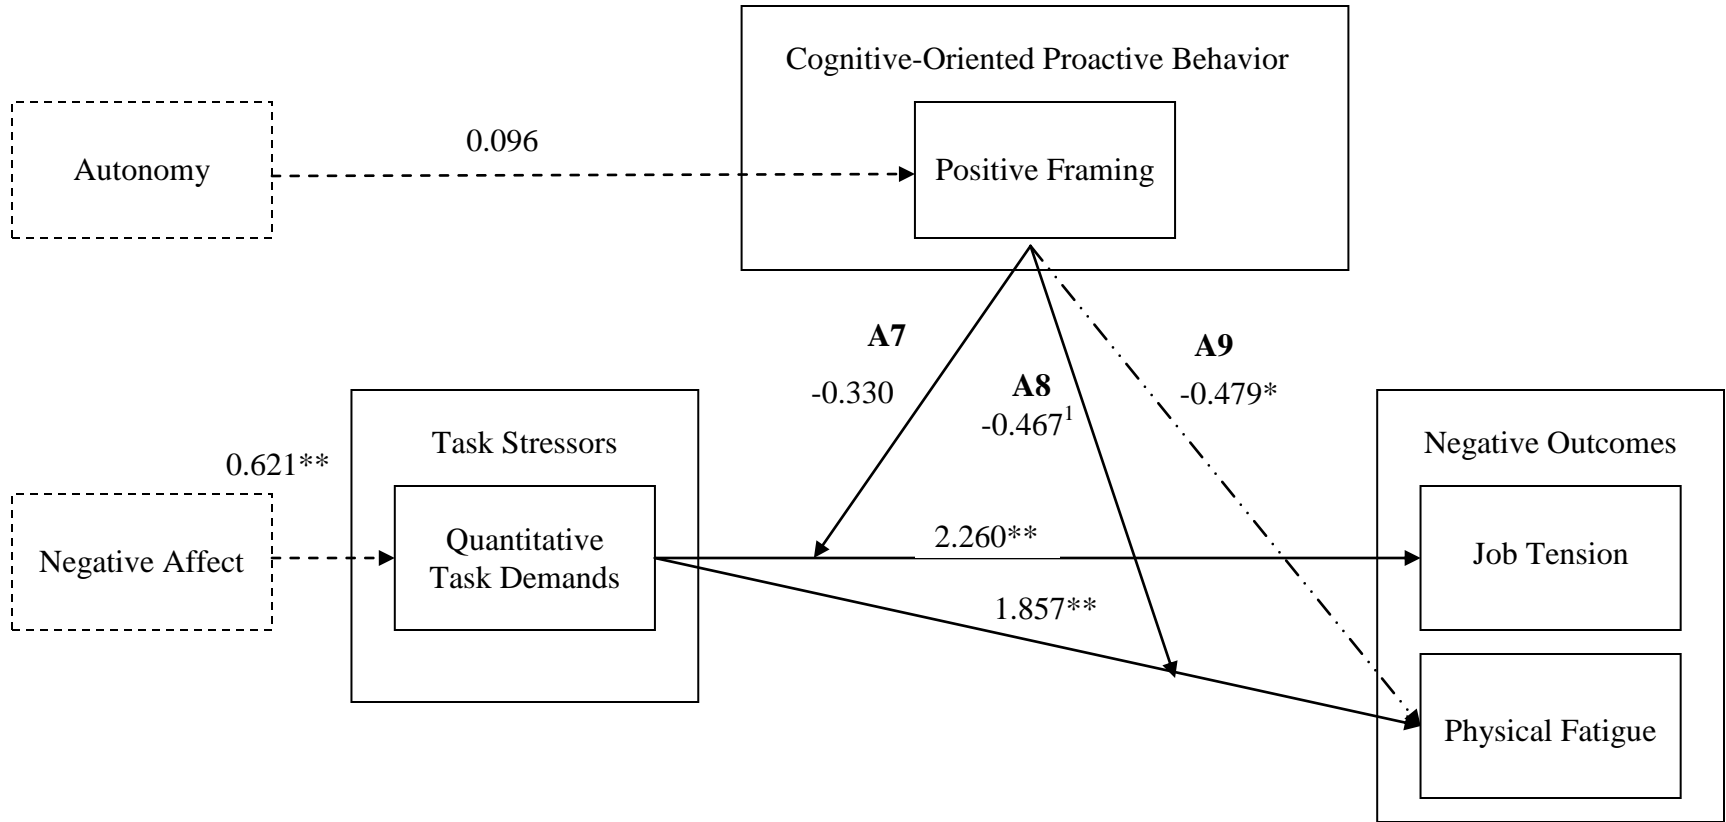 Cognitive-Oriented Proactive Behavior
Autonomy
0.096
Positive Framing
A7
-0.330
A8
-0.467¹
A9
-0.479*
Task Stressors
0.621**
Negative Affect
Quantitative
Task Demands
2.260**
1.857**
Negative Outcomes
Job Tension
Physical Fatigue